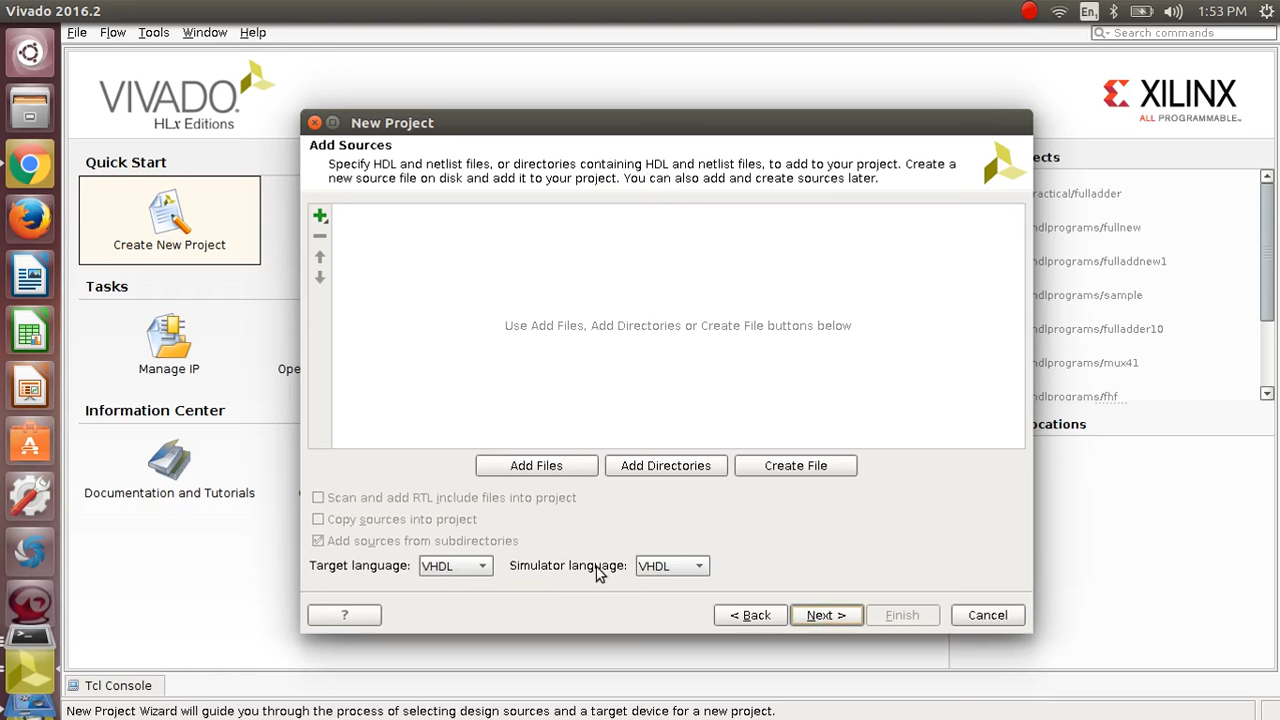 Vivado 2016.2
En
1:53 PM
File Flow Tools Window Help
Search commands
VIVADO.
HLx Editions
XILINX
ALL PROGRAMMABLE.
Quick Start
Create New Project
Tasks
Manage IP
Ope
Information Center
Documentation and Tutorials
New Project
Add Sources
Specify HDL and netlist files, or directories containing HDL and netlist files, to add to your project. Create a
new source file on disk and add it to your project. You can also add and create sources later.
Use Add Files, Add Directories or Create File buttons below
Add Files Add Directories Create File
Scan and add RTL include files into project
Copy sources into project
Add sources from subdirectories
Target language: VHDL Simulator language: VHDL
? < Back Next > Finish Cancel
ects
ractical/fulladder
hdlprograms/fullnew
hdlprograms/fulladdnew1
hdlprograms/sample
hdlprograms/fulladder10
hdlprograms/mux41
hdlprograms/fhf
ocations
Tcl Console
New Project Wizard will guide you through the process of selecting design sources and a target device for a new project.